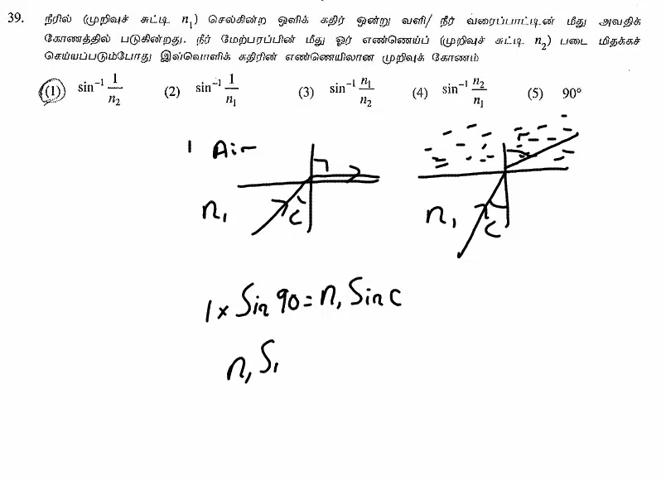 39. நீரில் (முறிவுச் சுட்டி n₁) செல்கின்ற ஒளிக் கதிர் ஒன்று வளி/ நீர் வரைப்பாட்டின் மீது அவதிக்
கோணத்தில் படுகின்றது. நீர் மேற்பரப்பின் மீது ஓர் எண்ணெய்ப் (முறிவுச் சுட்டி n₂) படை மிதக்கச்
செய்யப்படும்போது இவ்வொளிக் கதிரின் எண்ணெயிலான முறிவுக் கோணம்
(1) sin⁻¹ 1/n₂ (2) sin⁻¹ 1/n₁ (3) sin⁻¹ n₁/n₂ (4) sin⁻¹ n₂/n₁ (5) 90°
1 Air
n₁ c
n₁ c
1 × Sin 90 = n₁ Sin c
n₁ Si